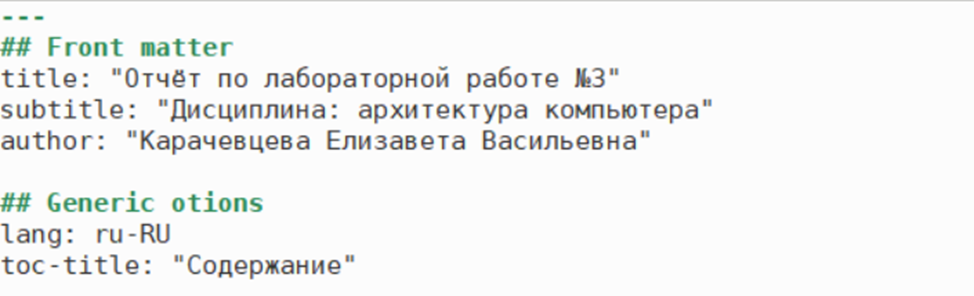 ---
## Front matter
title: "Отчёт по лабораторной работе №3"
subtitle: "Дисциплина: архитектура компьютера"
author: "Карачевцева Елизавета Васильевна"
## Generic otions
lang: ru-RU
toc-title: "Содержание"